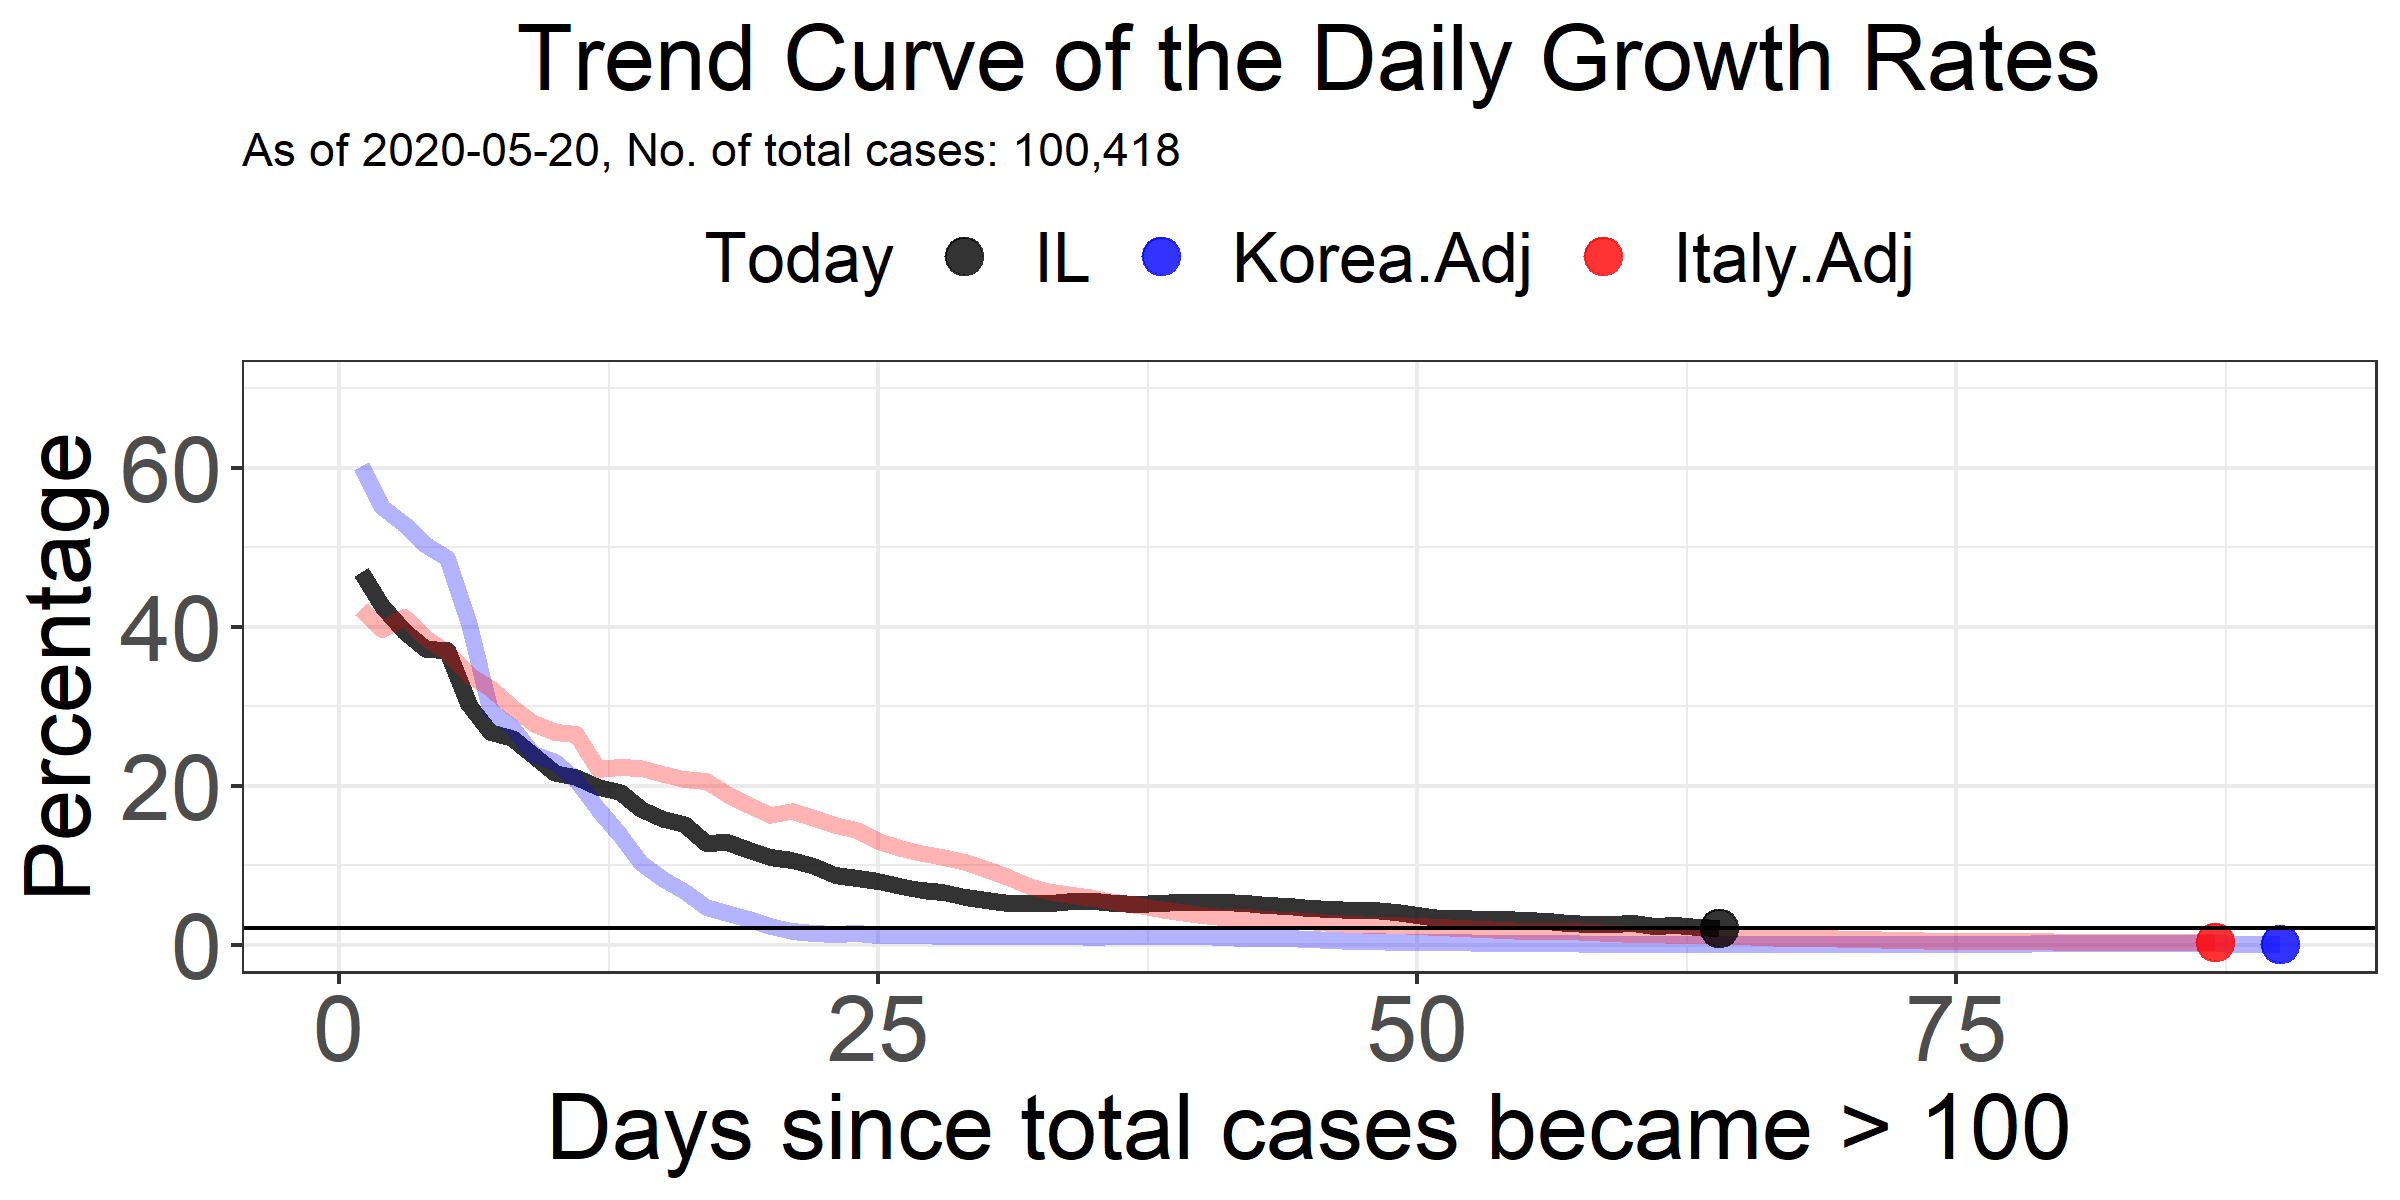 Trend Curve of the Daily Growth Rates
As of 2020-05-20, No. of total cases: 100,418
Today IL Korea.Adj Italy.Adj
Percentage
60
40
20
0
0 25 50 75
Days since total cases became > 100